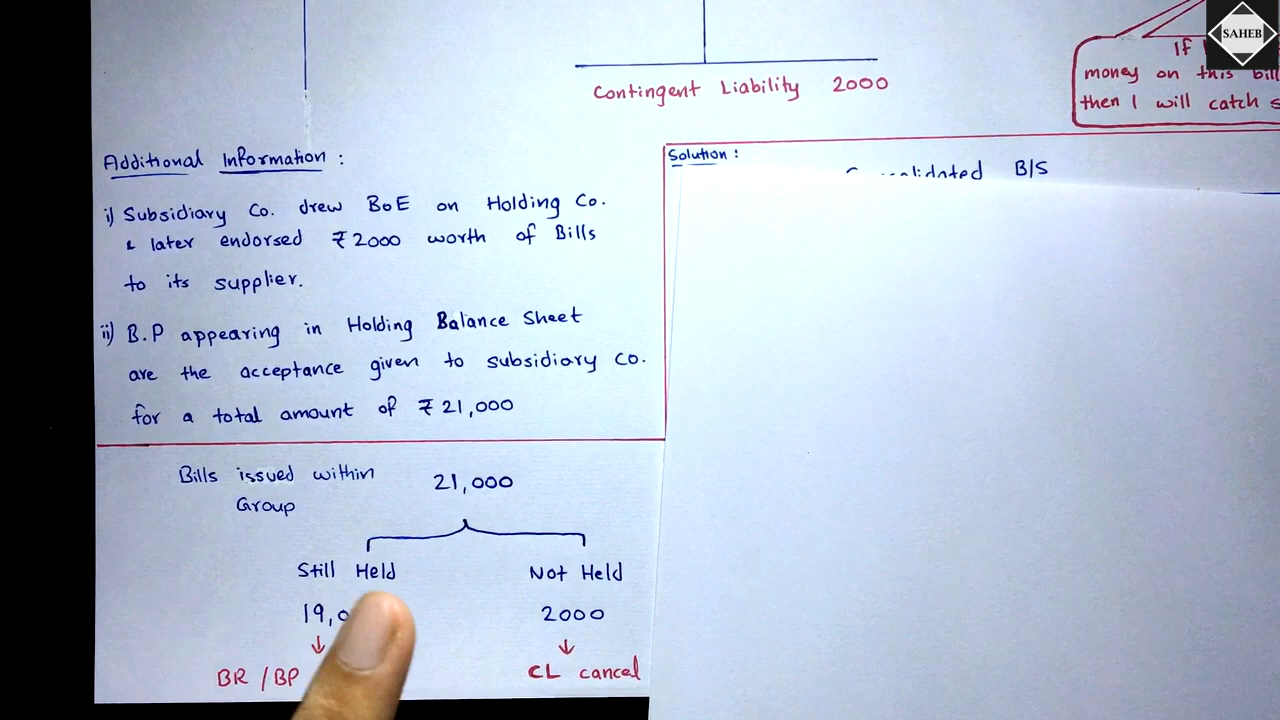 SAHEB
If
money on this bill
then I will catch
Contingent Liability 2000
Additional Information :
i) Subsidiary Co. drew BoE on Holding Co.
& later endorsed ₹2000 worth of Bills
to its supplier.
ii) B.P appearing in Holding Balance Sheet
are the acceptance given to subsidiary co.
for a total amount of ₹21,000
Solution :
B/S
Bills issued within
Group
21,000
Still Held
Not Held
2000
BR / BP
CL cancel